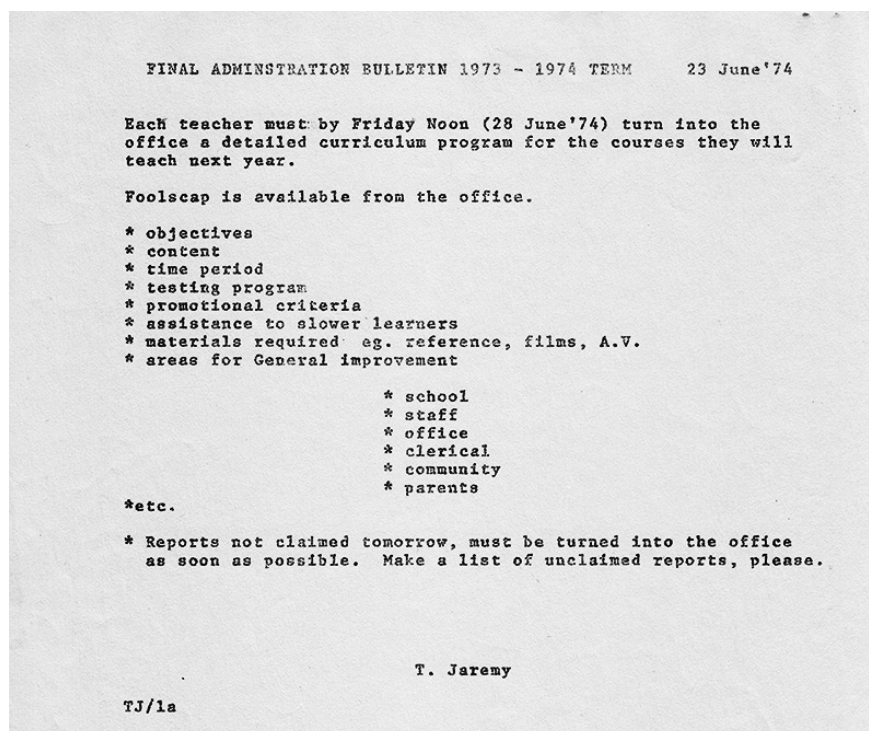 FINAL ADMINSTRATION BULLETIN 1973 - 1974 TERM 23 June'74
Each teacher must by Friday Noon (28 June'74) turn into the
office a detailed curriculum program for the courses they will
teach next year.
Foolscap is available from the office.
* objectives
* content
* time period
* testing program
* promotional criteria
* assistance to slower learners
* materials required eg. reference, films, A.V.
* areas for General improvement
* school
* staff
* office
* clerical
* community
* parents
*etc.
* Reports not claimed tomorrow, must be turned into the office
as soon as possible. Make a list of unclaimed reports, please.
T. Jaremy
TJ/la